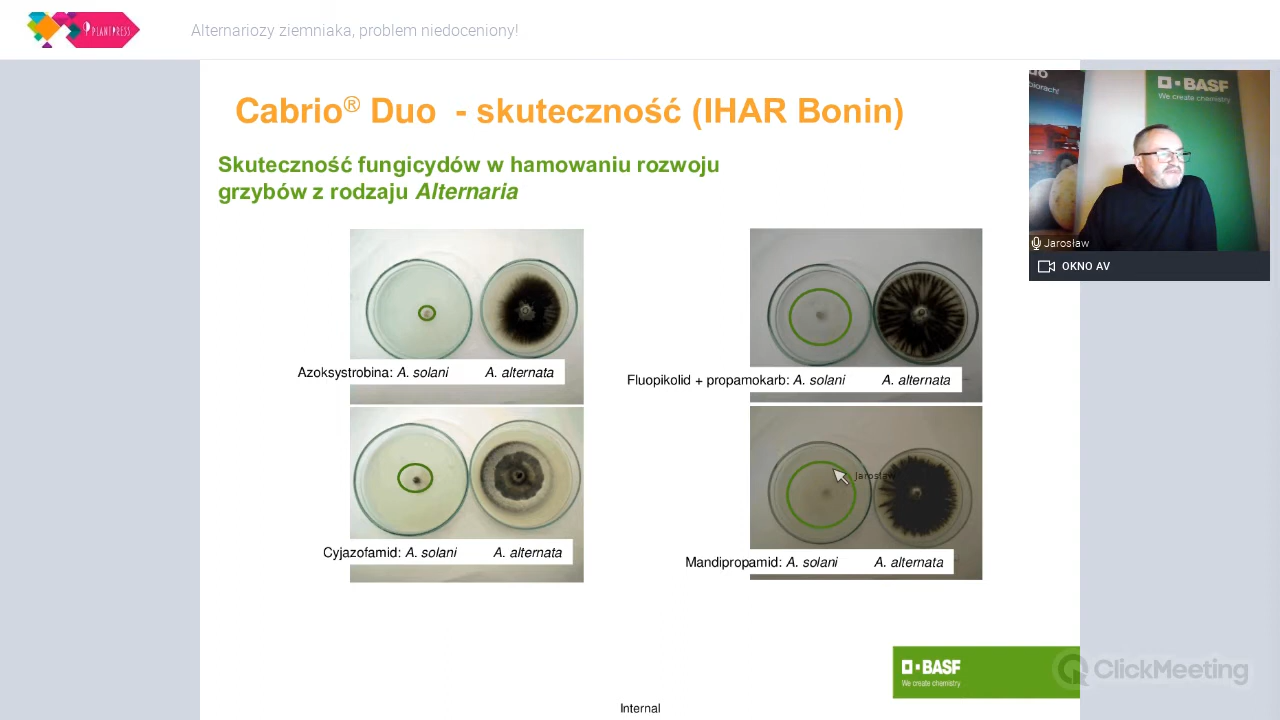 PLANTPRESS
Alternariozy ziemniaka, problem niedoceniony!
Cabrio® Duo - skuteczność (IHAR Bonin)
Skuteczność fungicydów w hamowaniu rozwoju
grzybów z rodzaju Alternaria
BASF
We create chemistry
Jarosław
OKNO AV
Azoksystrobina: A. solani A. alternata
Fluopikolid + propamokarb: A. solani A. alternata
Jarosław
Cyjazofamid: A. solani A. alternata
Mandipropamid: A. solani A. alternata
BASF
We create chemistry
ClickMeeting
Internal